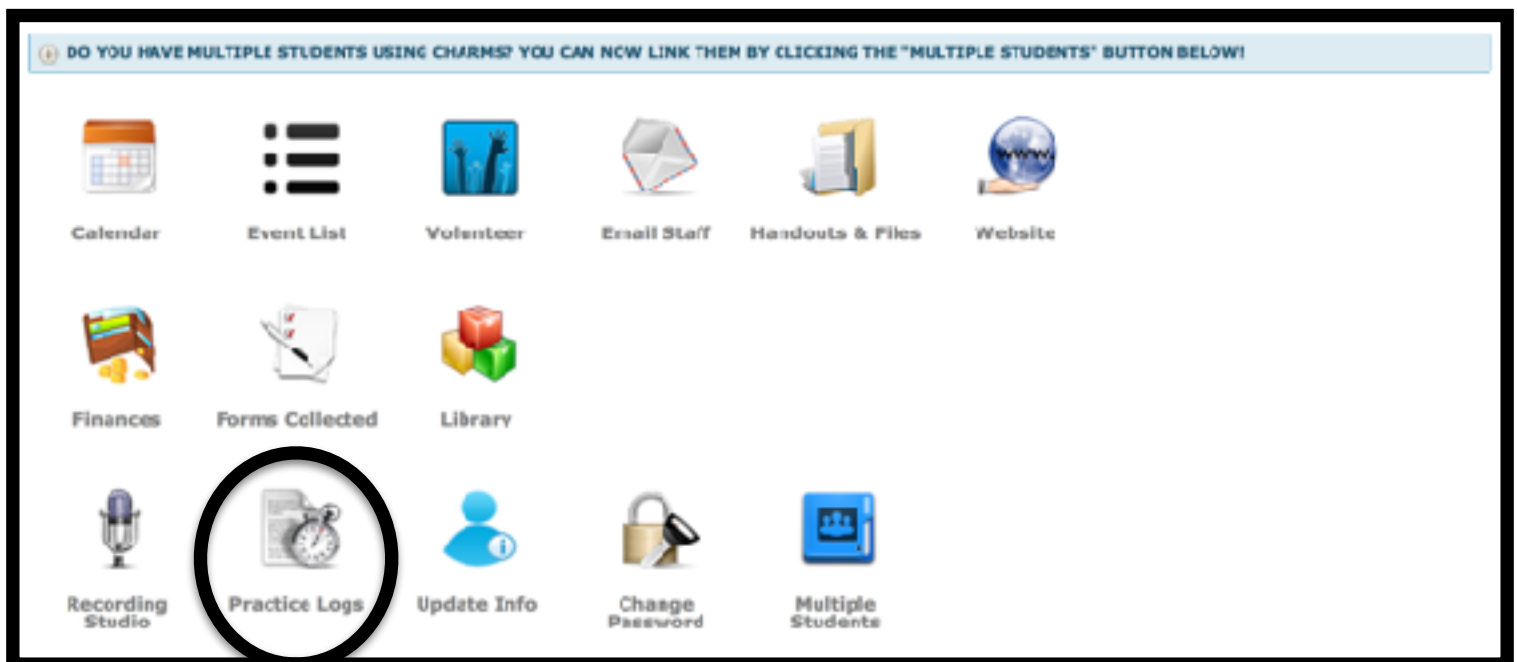 DO YOU HAVE MULTIPLE STUDENTS USING CHARMS? YOU CAN NOW LINK THEM BY CLICKING THE "MULTIPLE STUDENTS" BUTTON BELOW!
Calendar Event List Volunteer Email Staff Handouts & Files Website
www.
Finances Forms Collected Library
Recording Practice Logs Update Info Change Multiple
Studio Password Students